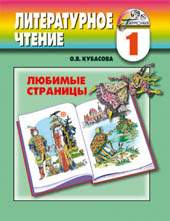 ЛИТЕРАТУРНОЕ
ЧТЕНИЕ
1
О.В. КУБАСОВА
ЛЮБИМЫЕ
СТРАНИЦЫ